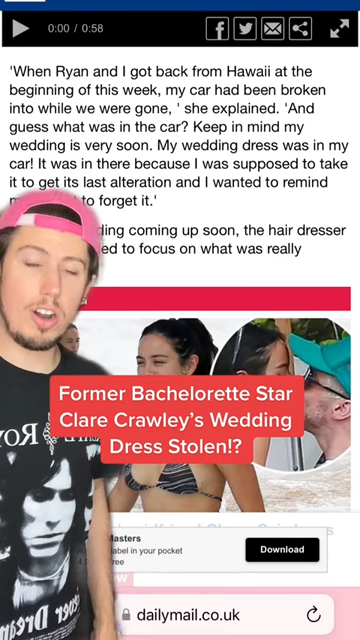 0:00 / 0:58
'When Ryan and I got back from Hawaii at the
beginning of this week, my car had been broken
into while we were gone, ' she explained. 'And
guess what was in the car? Keep in mind my
wedding is very soon. My wedding dress was in my
car! It was in there because I was supposed to take
it to get its last alteration and I wanted to remind
to forget it.'
coming up soon, the hair dresser
to focus on what was really
Former Bachelorette Star
Clare Crawley's Wedding
Dress Stolen!?
in your pocket
Download
dailymail.co.uk